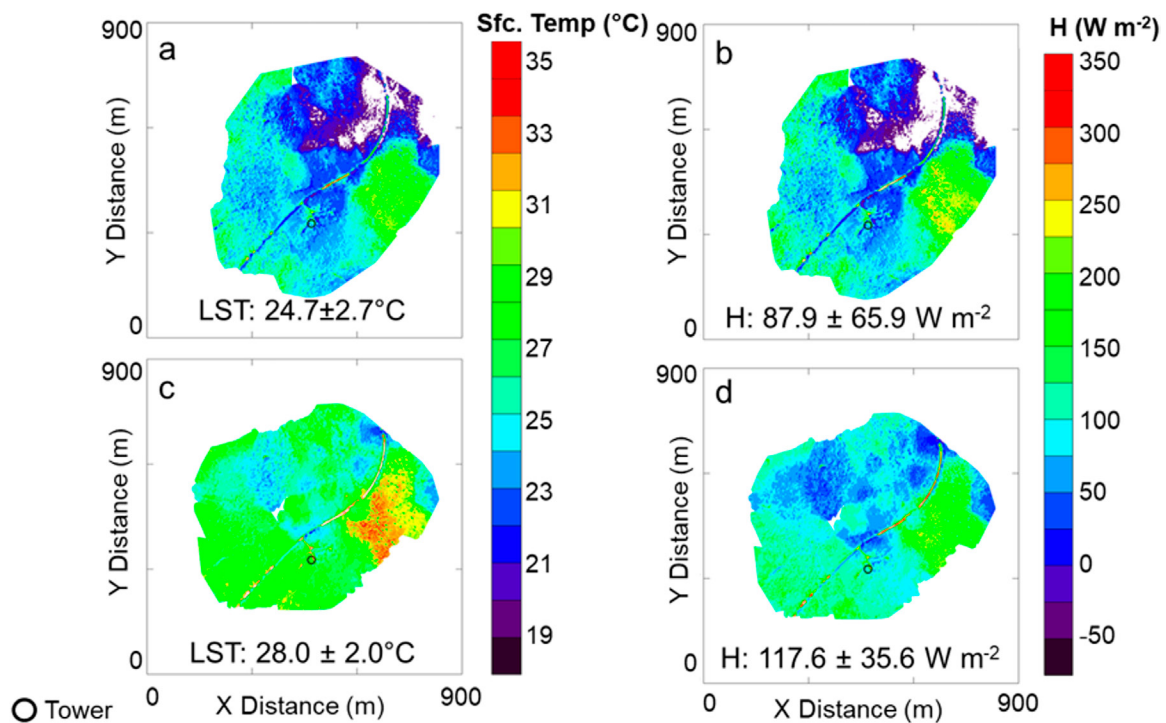 Sfc. Temp (°C)
H (W m-2)
900
a
Y Distance (m)
0
LST: 24.7±2.7°C
35
33
31
29
27
25
23
21
19
900
b
Y Distance (m)
0
H: 87.9 ± 65.9 W m-2
350
300
250
200
150
100
50
0
-50
900
c
Y Distance (m)
0
LST: 28.0 ± 2.0°C
0
900
X Distance (m)
900
d
Y Distance (m)
0
H: 117.6 ± 35.6 W m-2
0
900
X Distance (m)
Tower